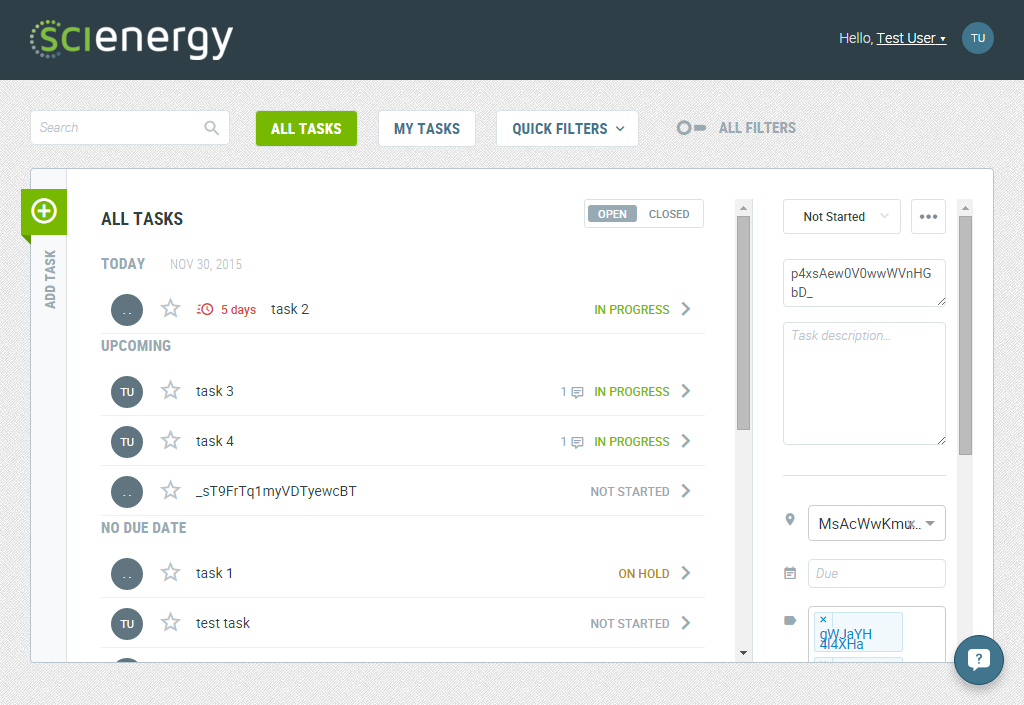 scienergy
Hello, Test User
TU
Search
ALL TASKS
MY TASKS
QUICK FILTERS
ALL FILTERS
ADD TASK
ALL TASKS
OPEN
CLOSED
TODAY
NOV 30, 2015
. .
5 days
task 2
IN PROGRESS
UPCOMING
TU
task 3
1
IN PROGRESS
TU
task 4
1
IN PROGRESS
. .
_sT9FrTq1myVDTyewcBT
NOT STARTED
NO DUE DATE
. .
task 1
ON HOLD
TU
test task
NOT STARTED
Not Started
p4xsAew0V0wwWVnHG
bD_
Task description...
Due
gWJaYH
4l4XHa
?